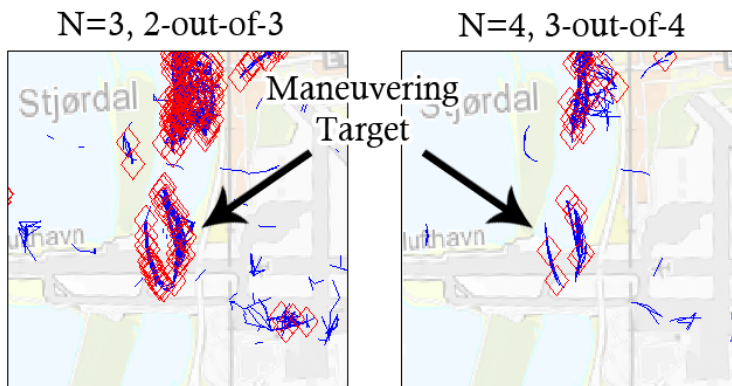 N=3, 2-out-of-3
N=4, 3-out-of-4
Maneuvering
Target
Stjørdal
Stjørdal
luthavn
luthavn